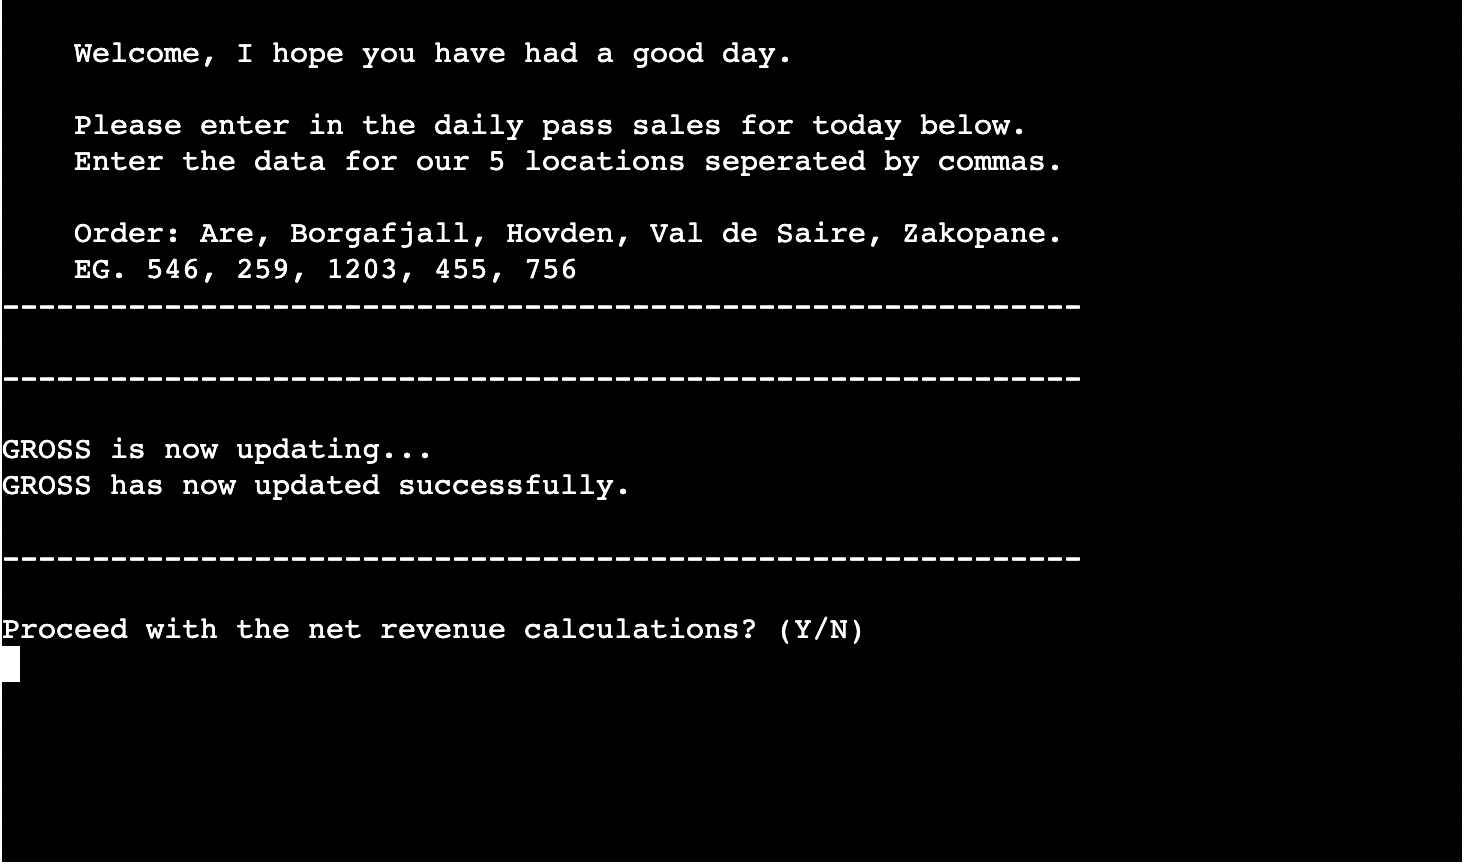 Welcome, I hope you have had a good day.
Please enter in the daily pass sales for today below.
Enter the data for our 5 locations seperated by commas.
Order: Are, Borgafjall, Hovden, Val de Saire, Zakopane.
EG. 546, 259, 1203, 455, 756
------------------------------------------------------------
------------------------------------------------------------
GROSS is now updating...
GROSS has now updated successfully.
------------------------------------------------------------
Proceed with the net revenue calculations? (Y/N)